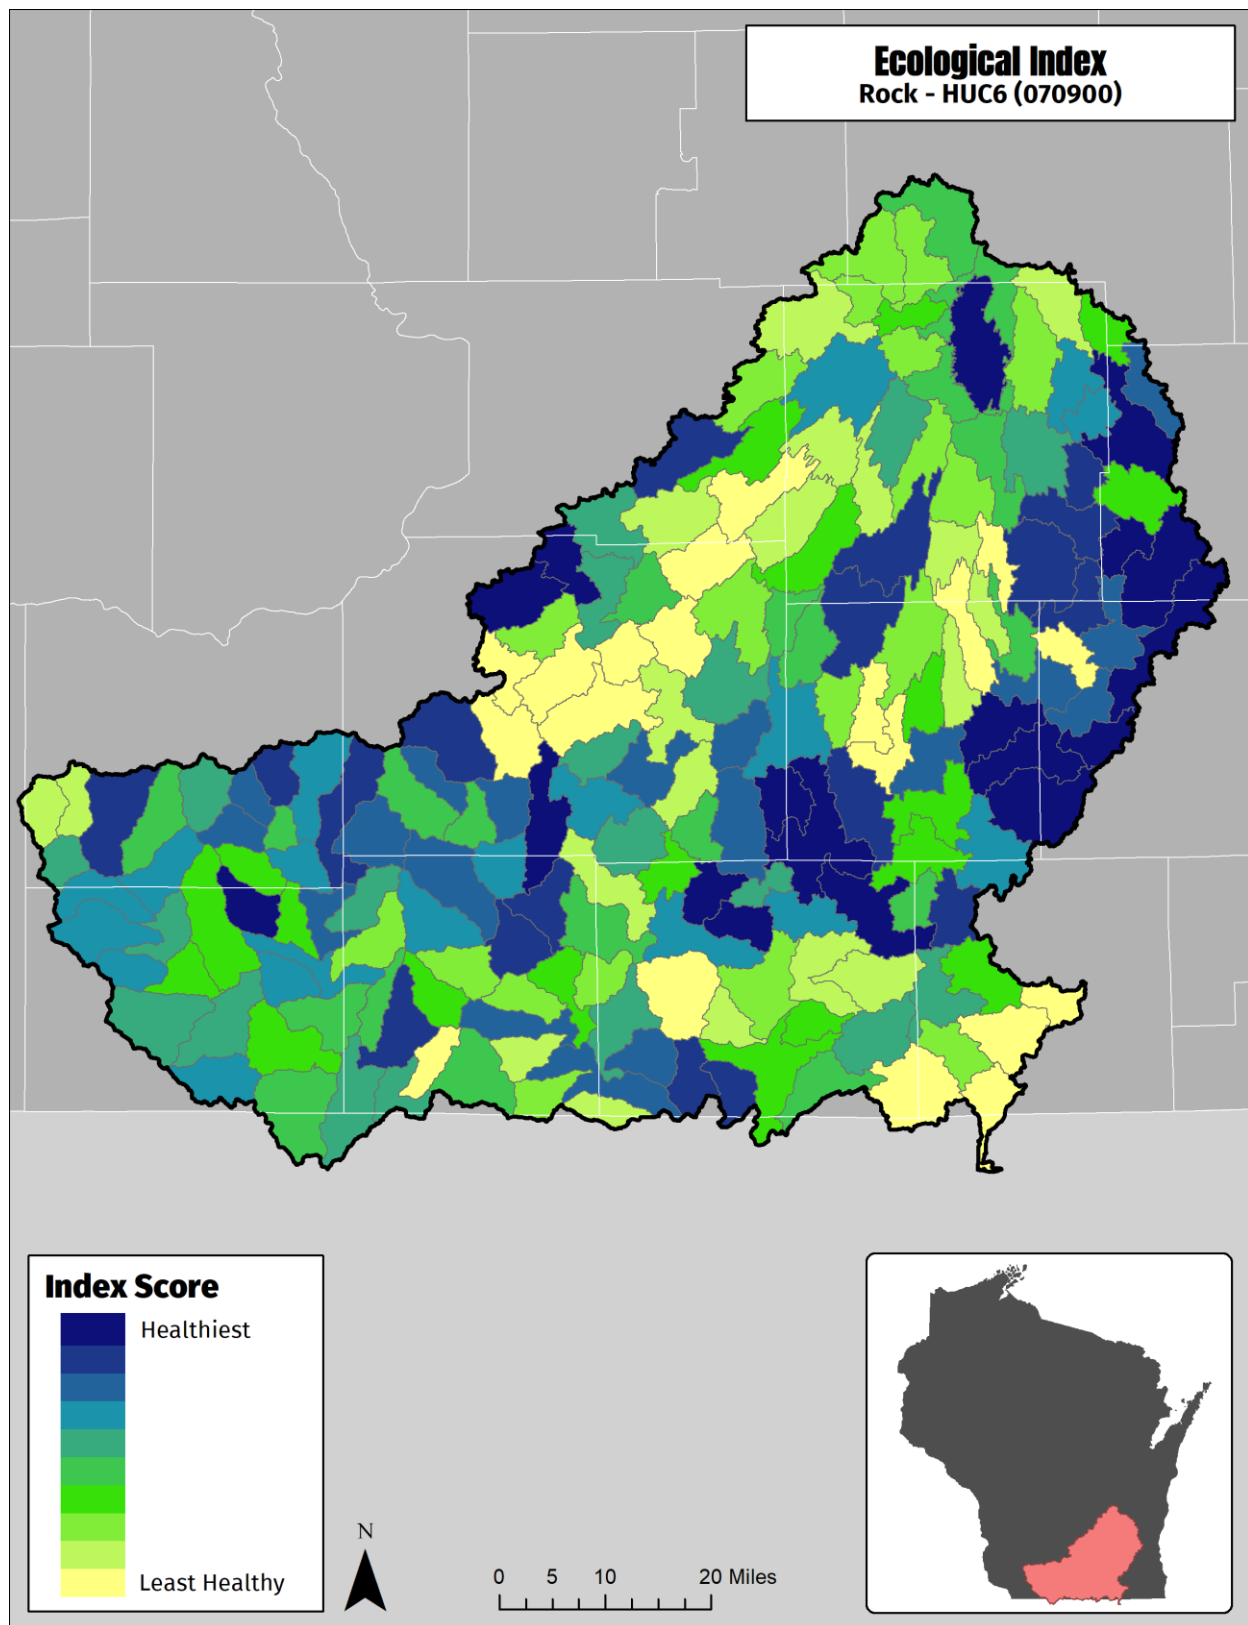 Ecological Index
Rock - HUC6 (070900)
Index Score
Healthiest
Least Healthy
N
0 5 10 20 Miles